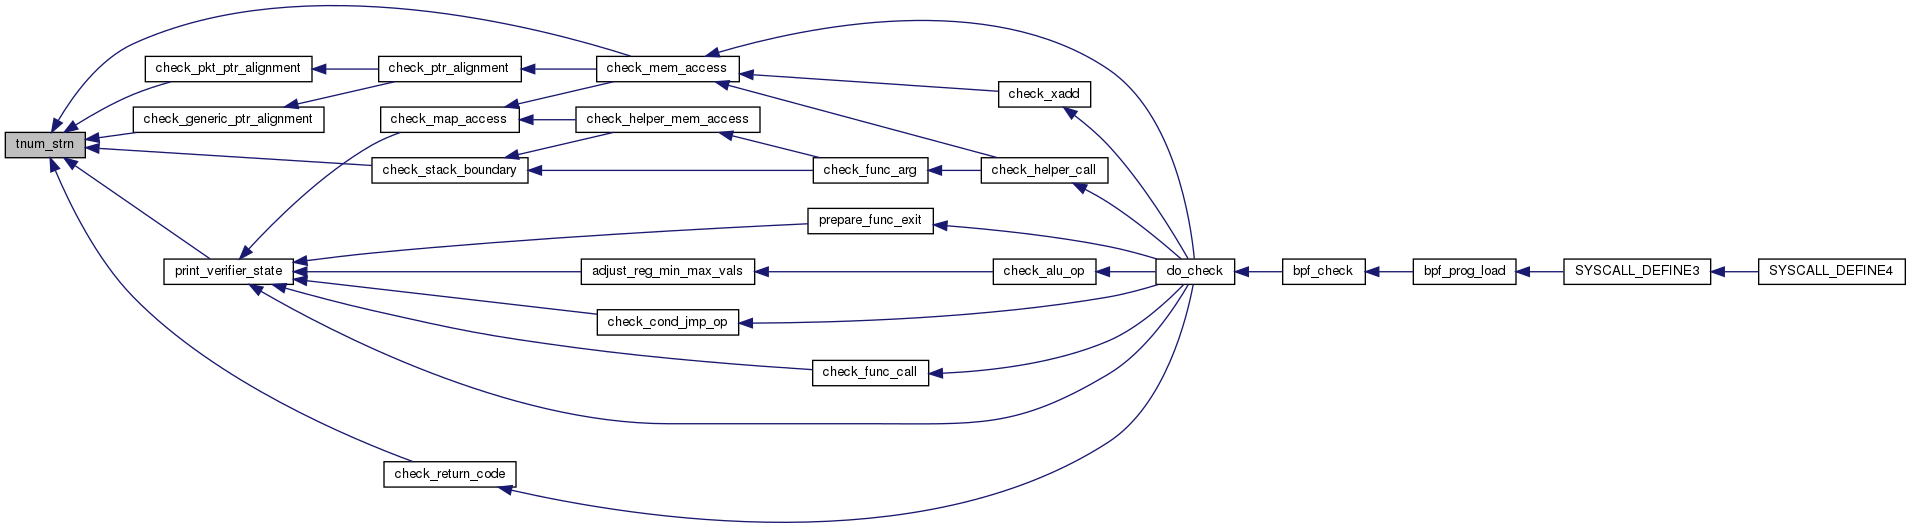 check_pkt_ptr_alignment
check_ptr_alignment
check_mem_access
check_xadd
check_generic_ptr_alignment
check_map_access
check_helper_mem_access
tnum_strn
check_stack_boundary
check_func_arg
check_helper_call
prepare_func_exit
print_verifier_state
adjust_reg_min_max_vals
check_alu_op
do_check
bpf_check
bpf_prog_load
SYSCALL_DEFINE3
SYSCALL_DEFINE4
check_cond_jmp_op
check_func_call
check_return_code